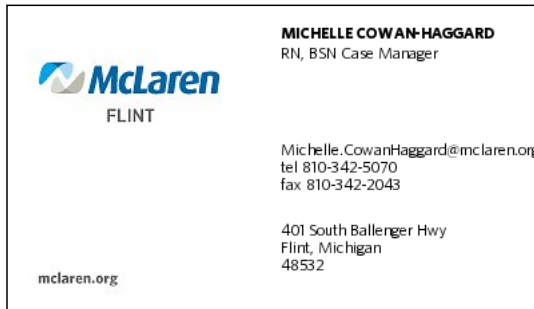 McLaren
FLINT
mclaren.org
MICHELLE COWAN-HAGGARD
RN, BSN Case Manager
Michelle.CowanHaggard@mclaren.org
tel 810-342-5070
fax 810-342-2043
401 South Ballenger Hwy
Flint, Michigan
48532